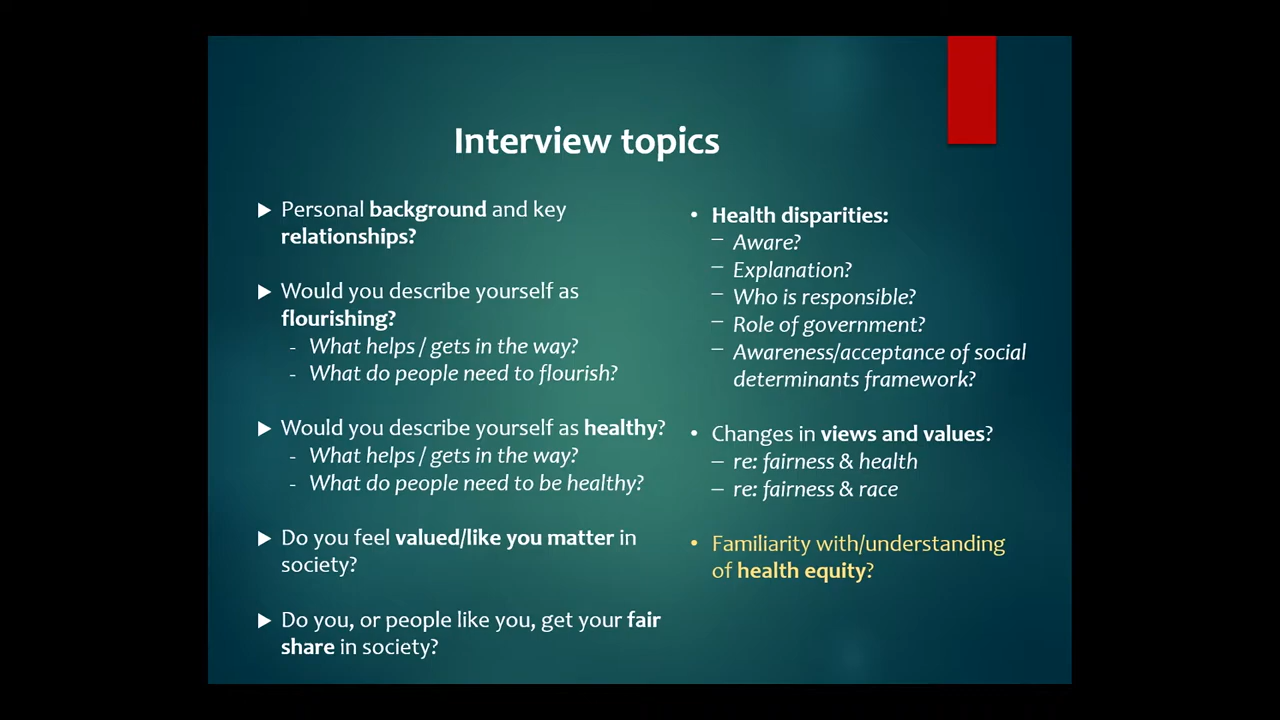 Interview topics
Personal background and key
relationships?
Would you describe yourself as
flourishing?
- What helps / gets in the way?
- What do people need to flourish?
Would you describe yourself as healthy?
- What helps / gets in the way?
- What do people need to be healthy?
Do you feel valued/like you matter in
society?
Do you, or people like you, get your fair
share in society?
• Health disparities:
– Aware?
– Explanation?
– Who is responsible?
– Role of government?
– Awareness/acceptance of social
determinants framework?
• Changes in views and values?
– re: fairness & health
– re: fairness & race
• Familiarity with/understanding
of health equity?